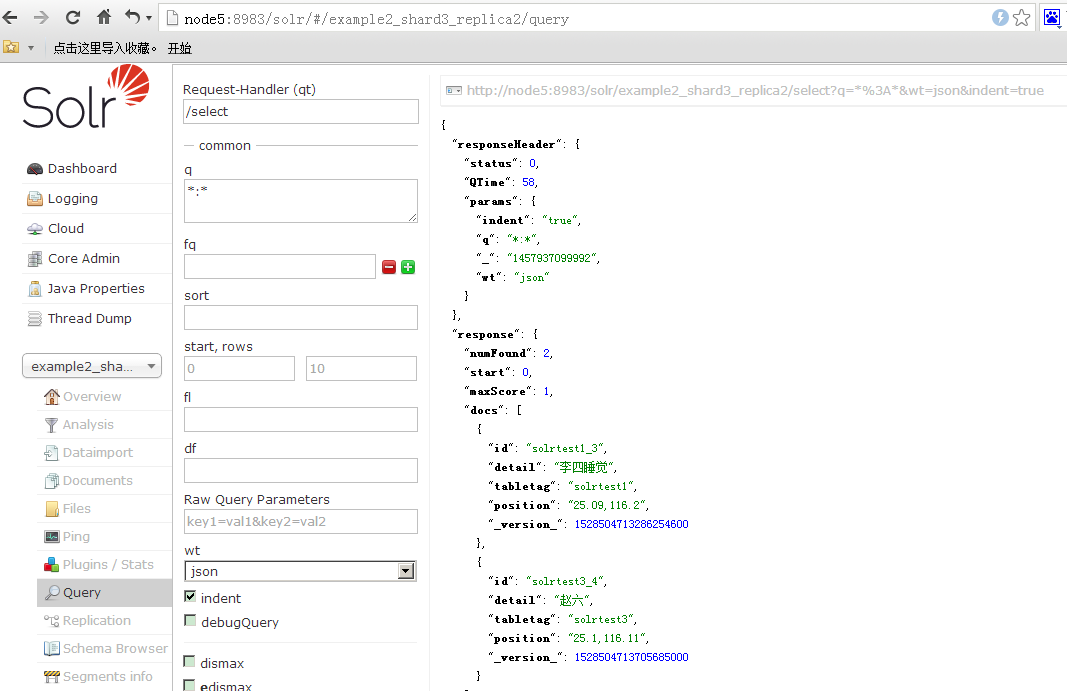 node5:8983/solr/#/example2_shard3_replica2/query
点击这里导入收藏。 开始
Solr
Dashboard
Logging
Cloud
Core Admin
Java Properties
Thread Dump
example2_sha...
Overview
Analysis
Dataimport
Documents
Files
Ping
Plugins / Stats
Query
Replication
Schema Browser
Segments info
Request-Handler (qt)
/select
common
q
*:*
fq
sort
start, rows
0 10
fl
df
Raw Query Parameters
key1=val1&key2=val2
wt
json
indent
debugQuery
dismax
edismax
http://node5:8983/solr/example2_shard3_replica2/select?q=*%3A*&wt=json&indent=true
{
"responseHeader": {
"status": 0,
"QTime": 58,
"params": {
"indent": "true",
"q": "*:*",
"_": "1457937099992",
"wt": "json"
}
},
"response": {
"numFound": 2,
"start": 0,
"maxScore": 1,
"docs": [
{
"id": "solrtest1_3",
"detail": "李四睡觉",
"tabletag": "solrtest1",
"position": "25.09,116.2",
"_version_": 1528504713286254600
},
{
"id": "solrtest3_4",
"detail": "赵六",
"tabletag": "solrtest3",
"position": "25.1,116.11",
"_version_": 1528504713705685000
}